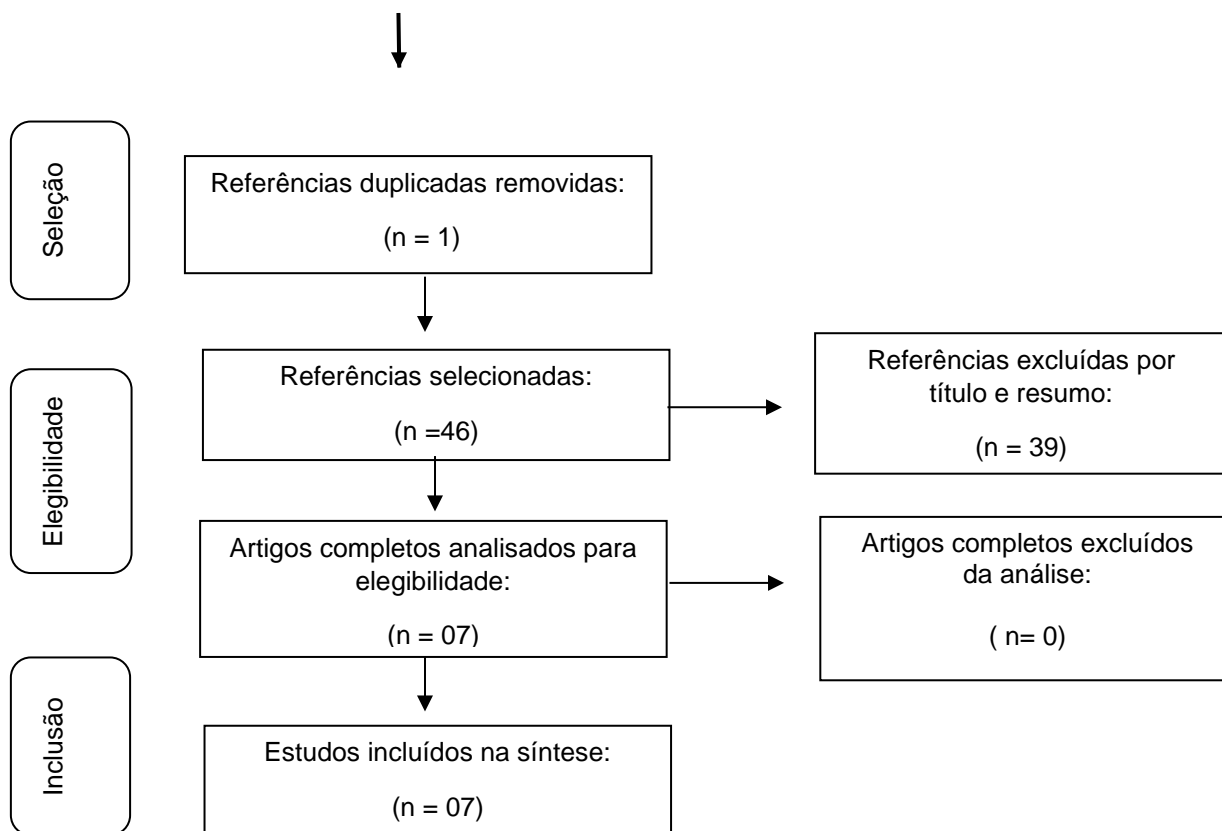 Seleção
Referências duplicadas removidas:
(n = 1)
Elegibilidade
Referências selecionadas:
(n =46)
Referências excluídas por
título e resumo:
(n = 39)
Artigos completos analisados para
elegibilidade:
(n = 07)
Artigos completos excluídos
da análise:
( n= 0)
Inclusão
Estudos incluídos na síntese:
(n = 07)